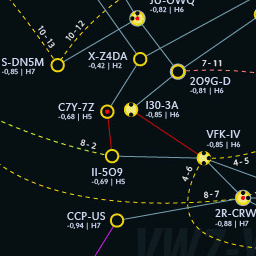 JU-OWQ
-0,82 | H6
10-13
10-12
X-Z4DA
-0,42 | H2
S-DN5M
-0,85 | H7
7-11
2O9G-D
-0,81 | H6
C7Y-7Z
-0,68 | H5
I30-3A
-0,85 | H6
VFK-IV
-0,85 | H6
8-2
4-5
4-6
II-5O9
-0,69 | H5
8-7
CCP-US
-0,94 | H7
2R-CRW
-0,88 | H7